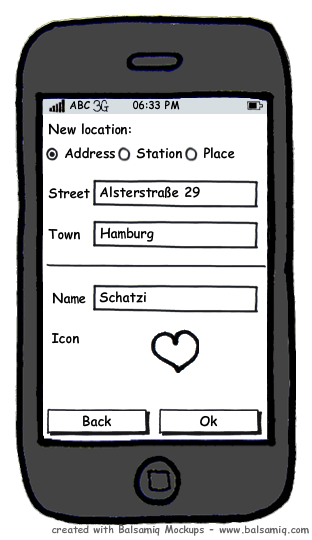 ABC 3G 06:33 PM
New location:
Address Station Place
Street Alsterstraße 29
Town Hamburg
Name Schatzi
Icon
Back Ok
created with Balsamiq Mockups - www.balsamiq.com